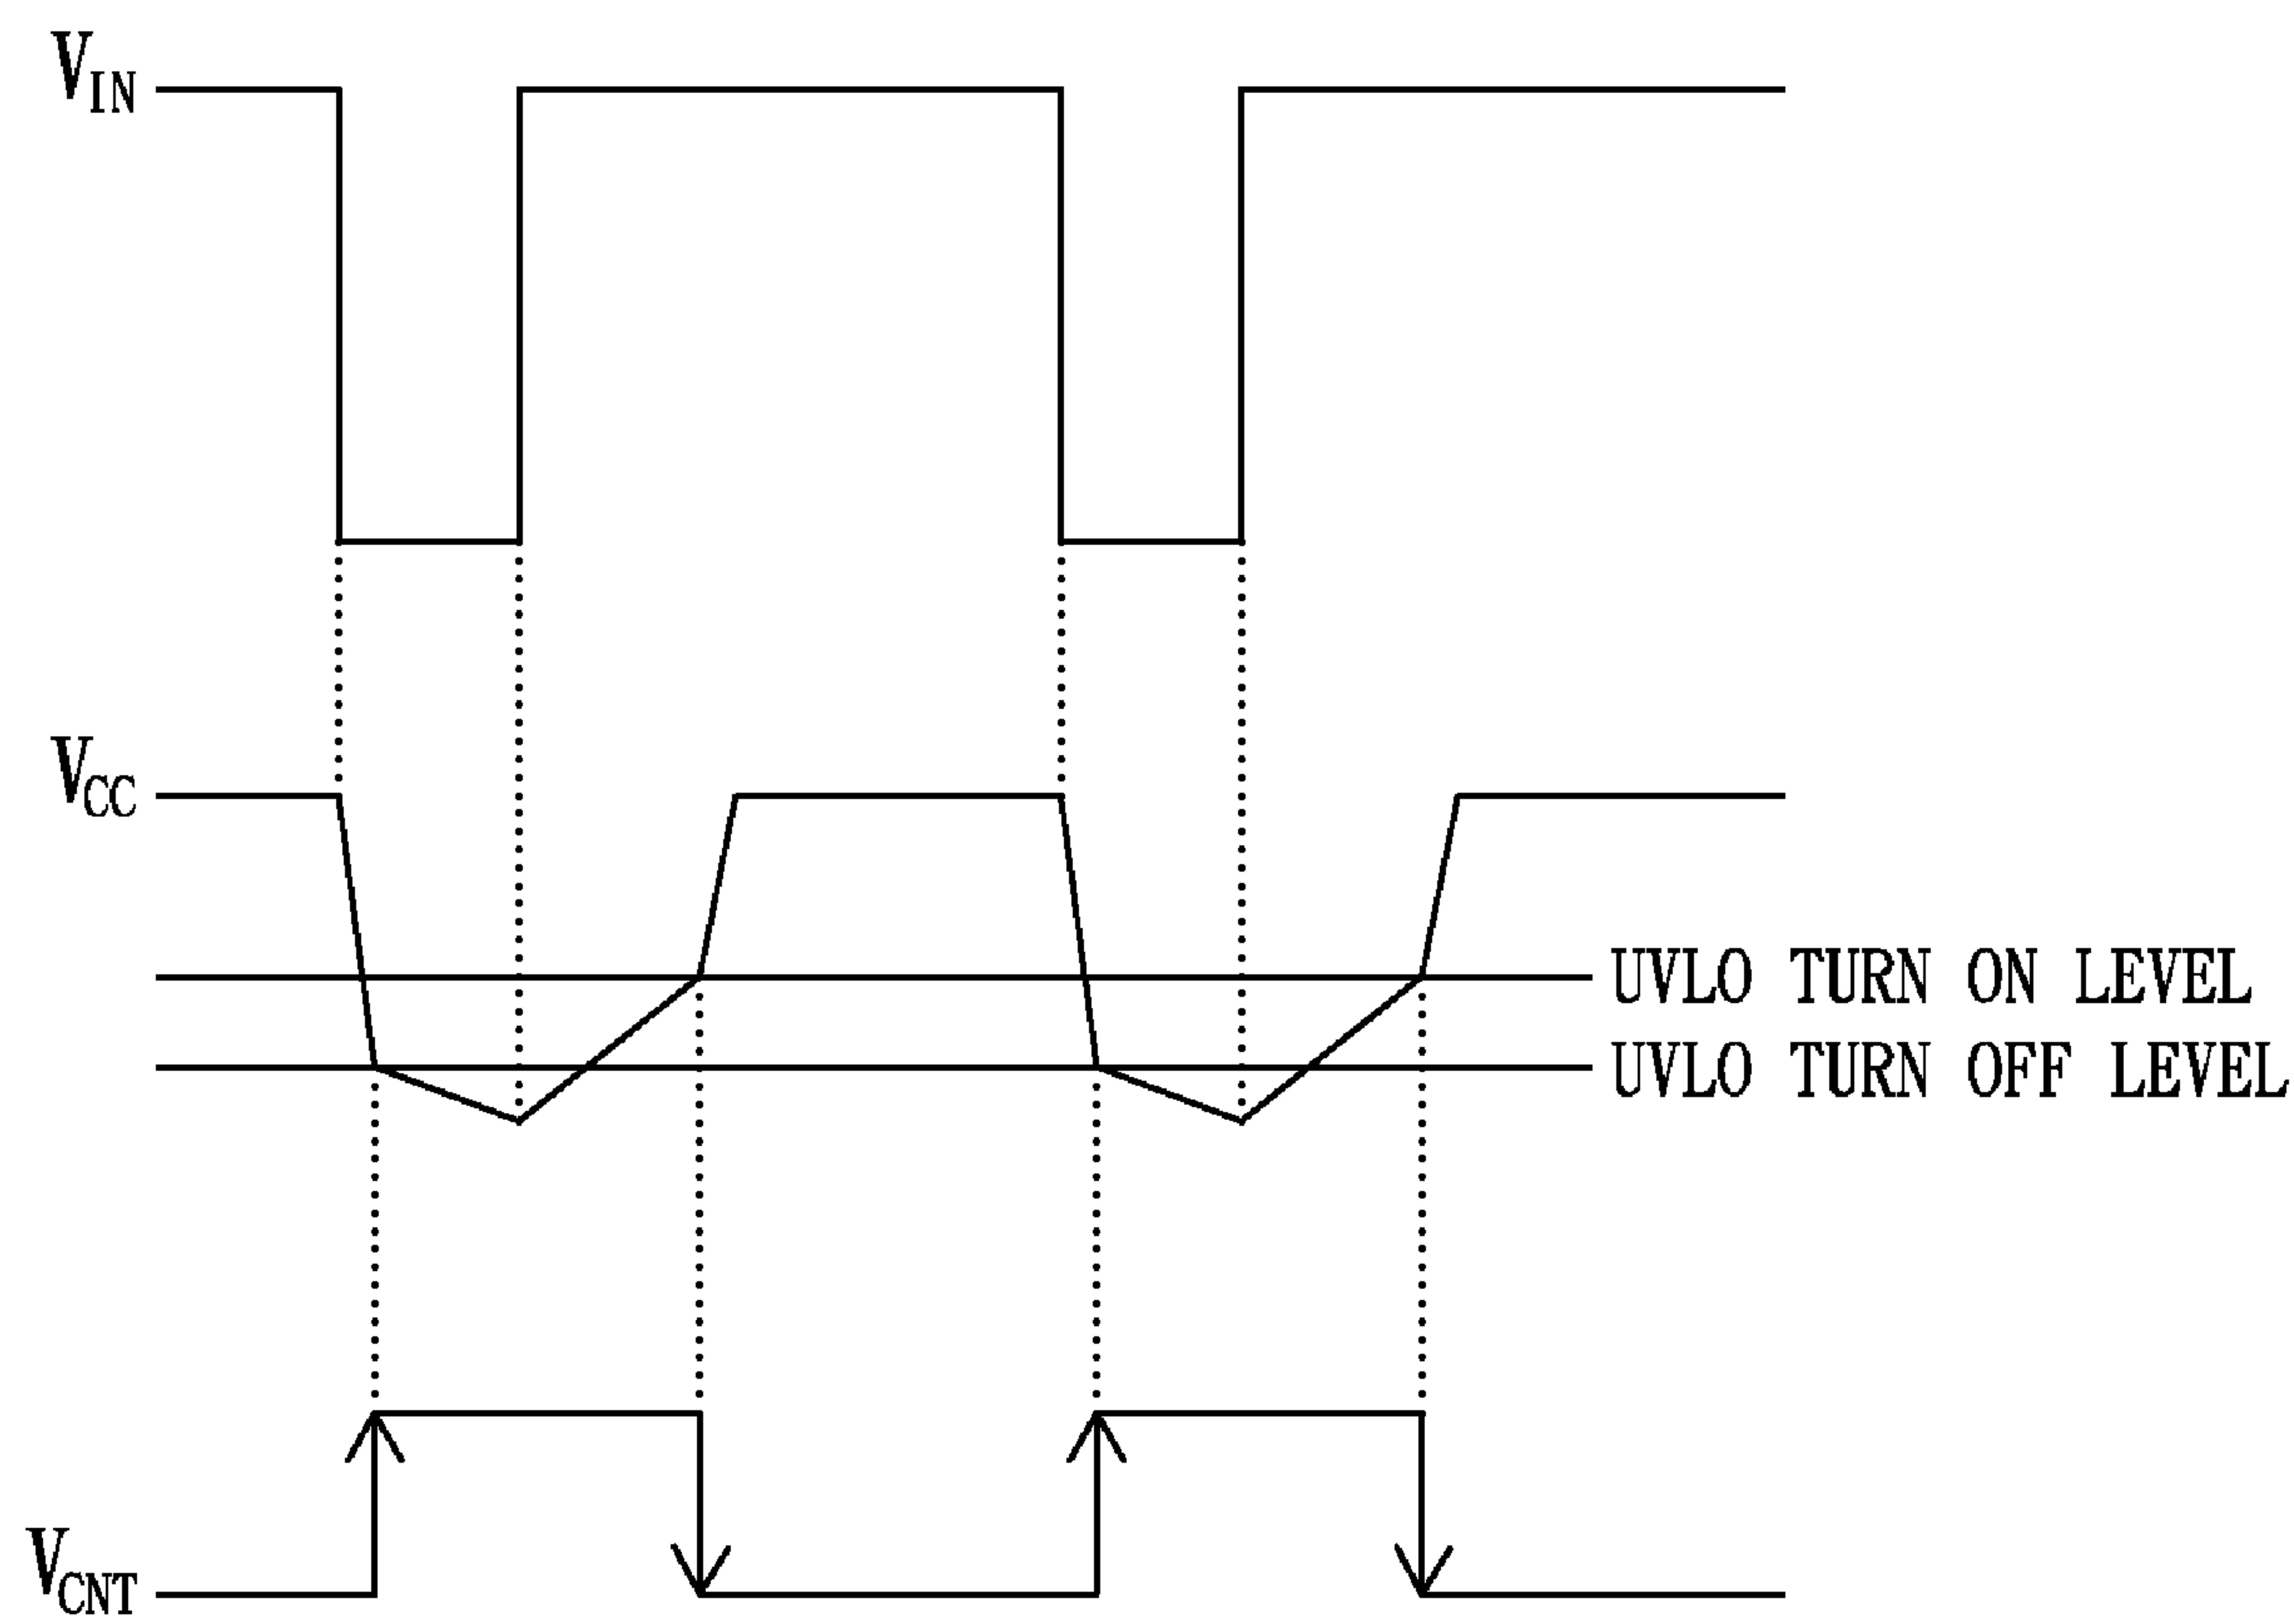 VIN
VCC
UVLO TURN ON LEVEL
UVLO TURN OFF LEVEL
VCNT